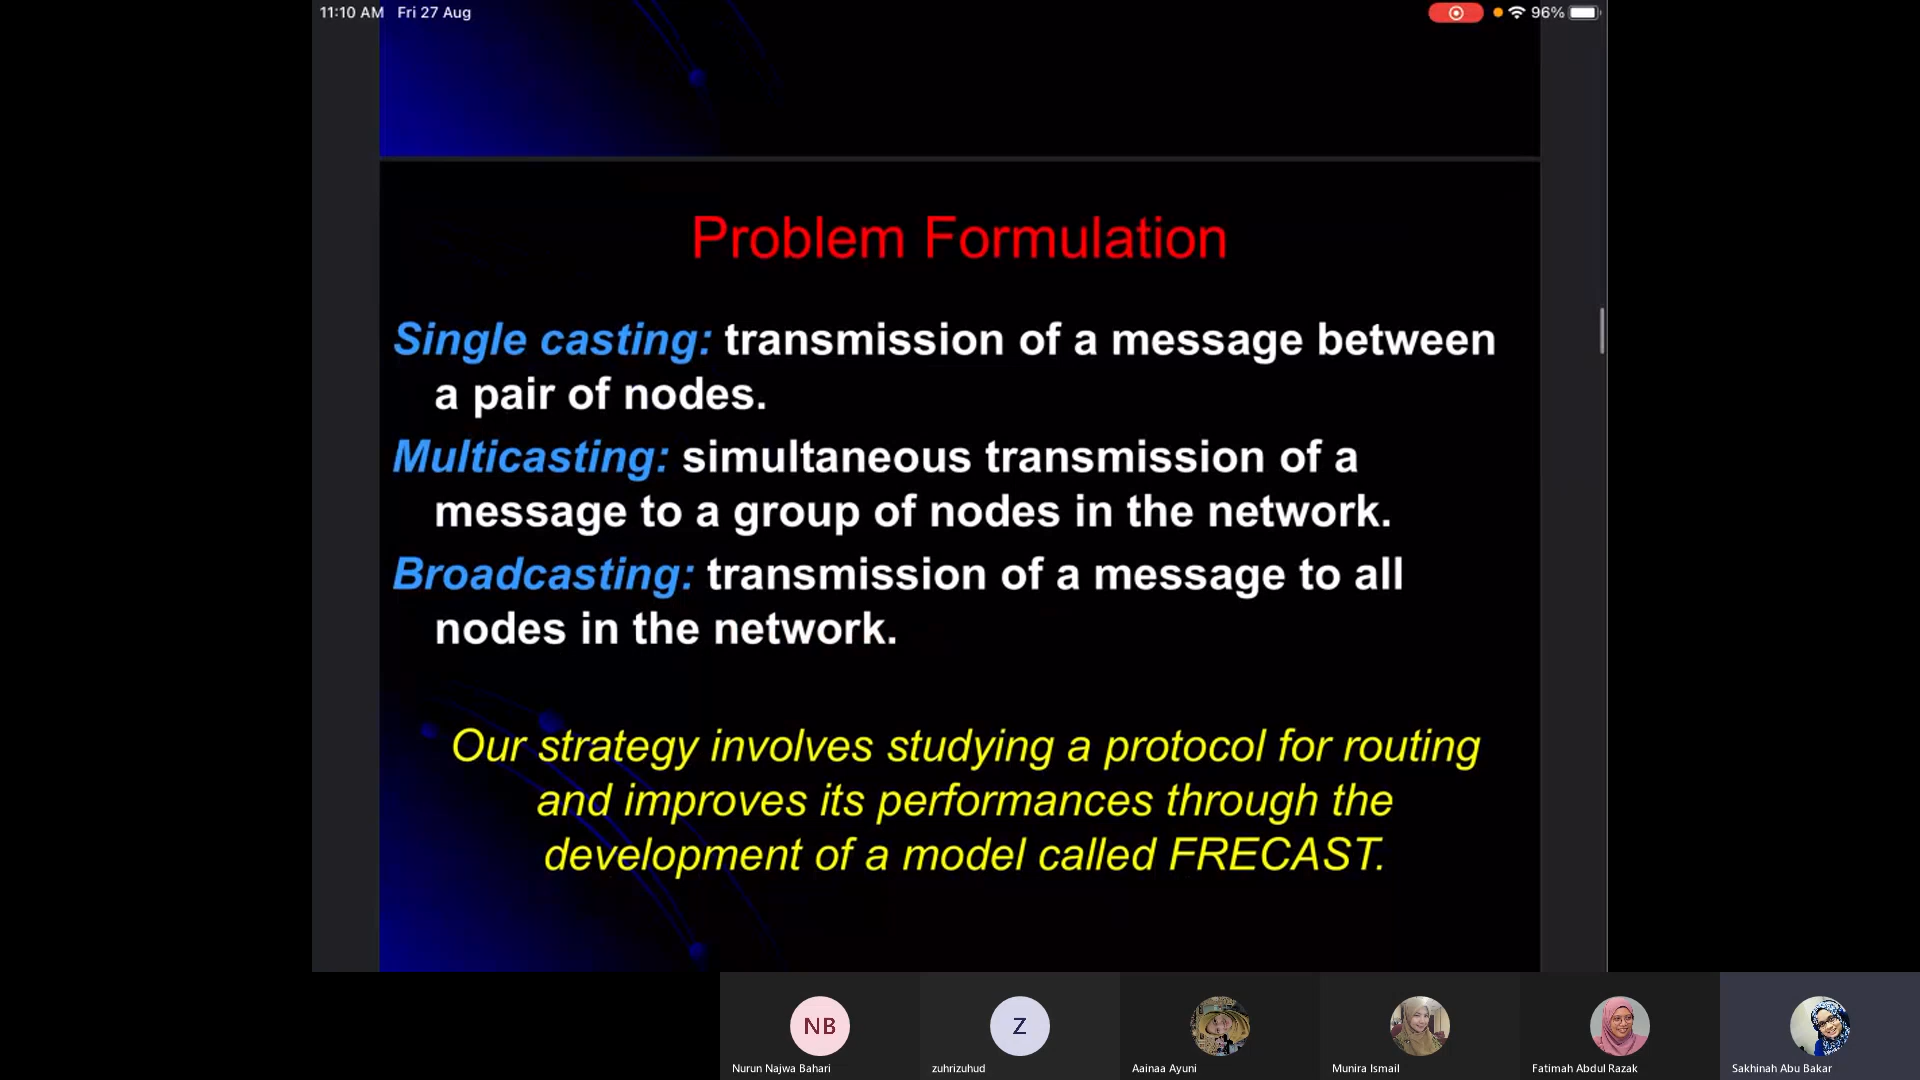 11:10 AM Fri 27 Aug
96%
Problem Formulation
Single casting: transmission of a message between
a pair of nodes.
Multicasting: simultaneous transmission of a
message to a group of nodes in the network.
Broadcasting: transmission of a message to all
nodes in the network.
Our strategy involves studying a protocol for routing
and improves its performances through the
development of a model called FRECAST.
NB
Z
Nurun Najwa Bahari
zuhrizuhud
Aainaa Ayuni
Munira Ismail
Fatimah Abdul Razak
Sakhinah Abu Bakar